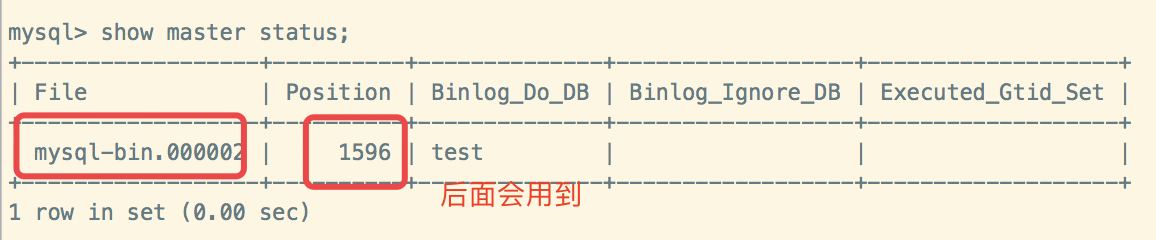 mysql> show master status;
+------------------+----------+--------------+------------------+-------------------+
| File | Position | Binlog_Do_DB | Binlog_Ignore_DB | Executed_Gtid_Set |
+------------------+----------+--------------+------------------+-------------------+
| mysql-bin.000002 | 1596 | test | | |
+------------------+----------+--------------+------------------+-------------------+
后面会用到
1 row in set (0.00 sec)